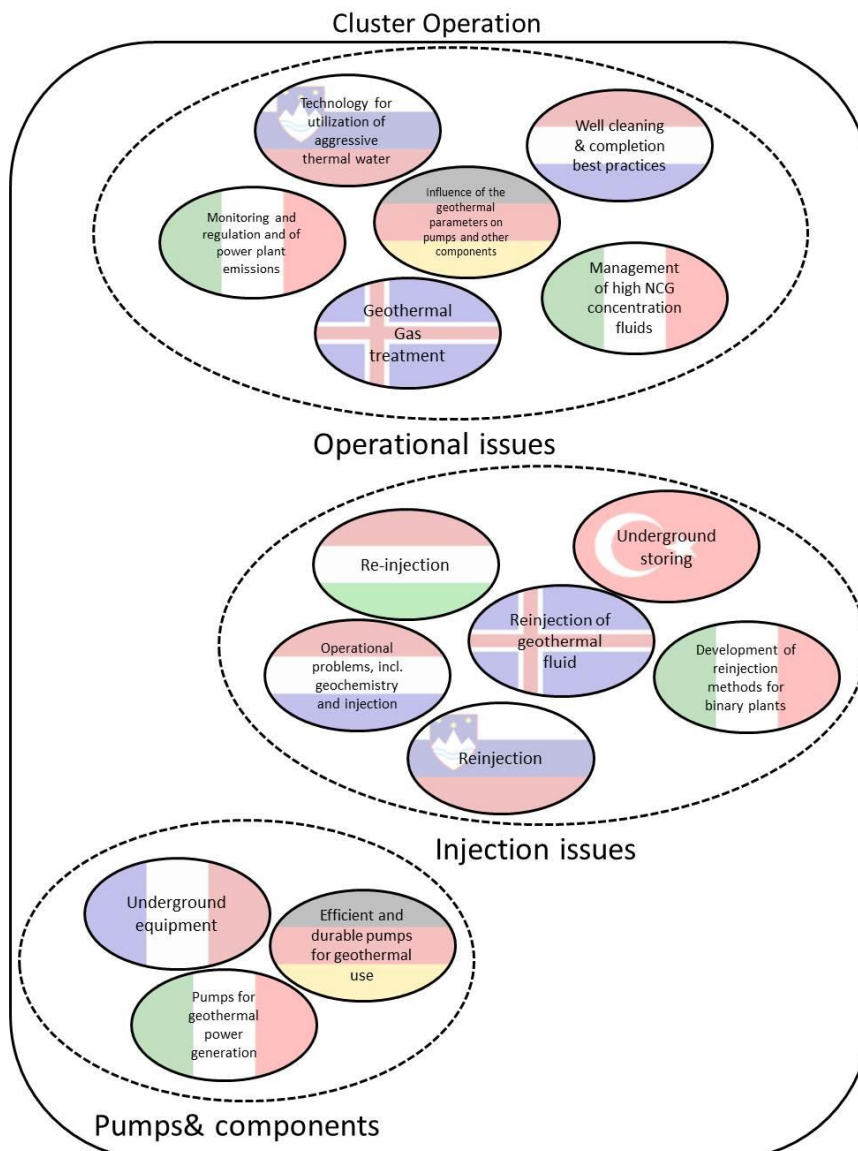 Cluster Operation
Technology for
utilization of
aggressive
thermal water
Well cleaning
& completion
best practices
Influence of the
geothermal
parameters on
pumps and other
components
Monitoring and
regulation and of
power plant
emissions
Management
of high NCG
concentration
fluids
Geothermal
Gas
treatment
Operational issues
Underground
storing
Re-injection
Reinjection of
geothermal
fluid
Operational
problems, incl.
geochemistry
and injection
Development of
reinjection
methods for
binary plants
Reinjection
Injection issues
Underground
equipment
Efficient and
durable pumps
for geothermal
use
Pumps for
geothermal
power
generation
Pumps& components